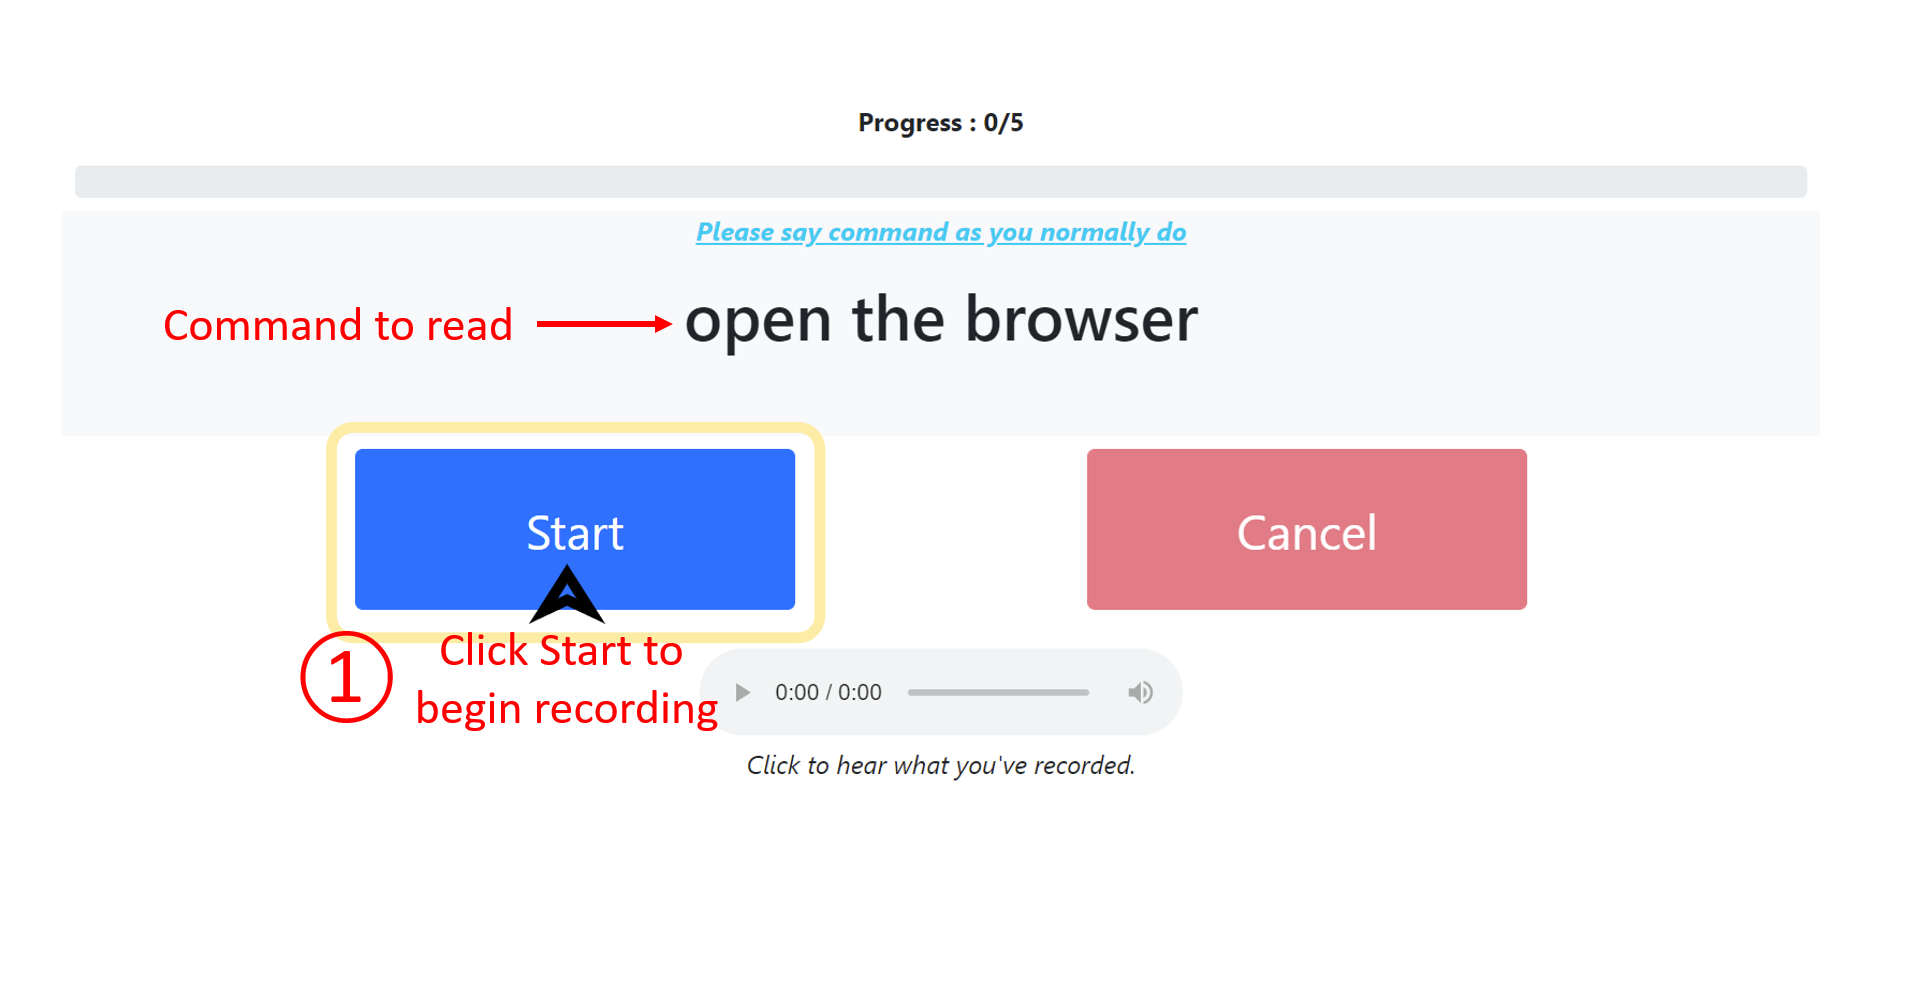 Progress : 0/5
Please say command as you normally do
Command to read
open the browser
Start
Cancel
1
Click Start to
begin recording
0:00 / 0:00
Click to hear what you've recorded.